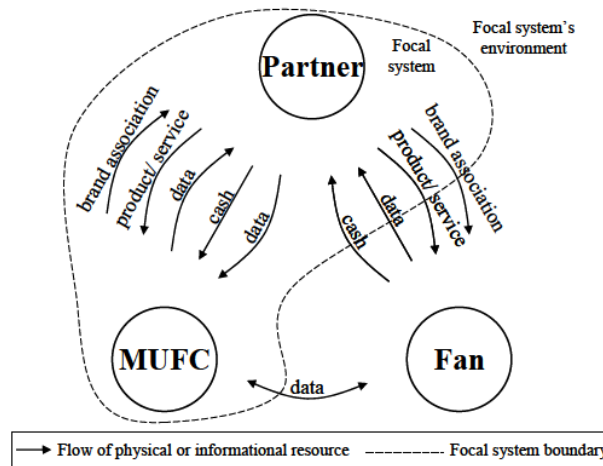 Focal system's
environment
Focal
system
Partner
brand association
product/ service
data
cash
data
cash
data
product/ service
brand association
MUFC
Fan
data
Flow of physical or informational resource
Focal system boundary